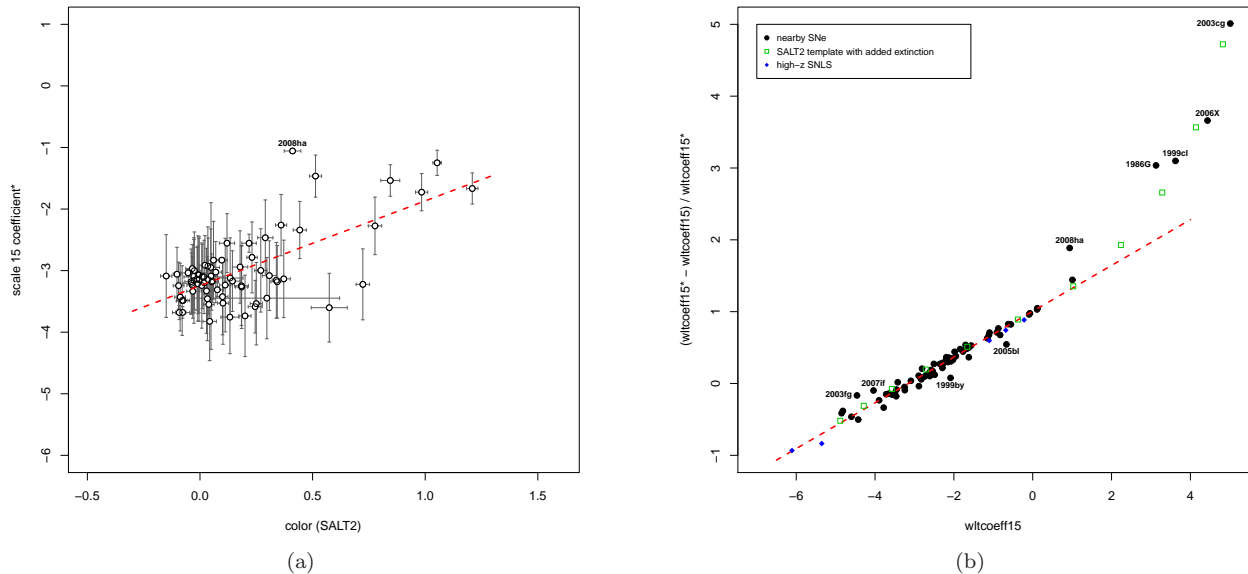 1
0
−1
−2
−3
−4
−5
−6
scale 15 coefficient*
2008ha
−0.5
0.0
0.5
1.0
1.5
color (SALT2)
(a)
5
4
3
2
1
0
−1
(wltcoeff15* − wltcoeff15) / wltcoeff15*
nearby SNe
SALT2 template with added extinction
high−z SNLS
2003cg
2006X
1999cl
1986G
2008ha
2005bl
2007if
1999by
2003fg
−6
−4
−2
0
2
4
wltcoeff15
(b)